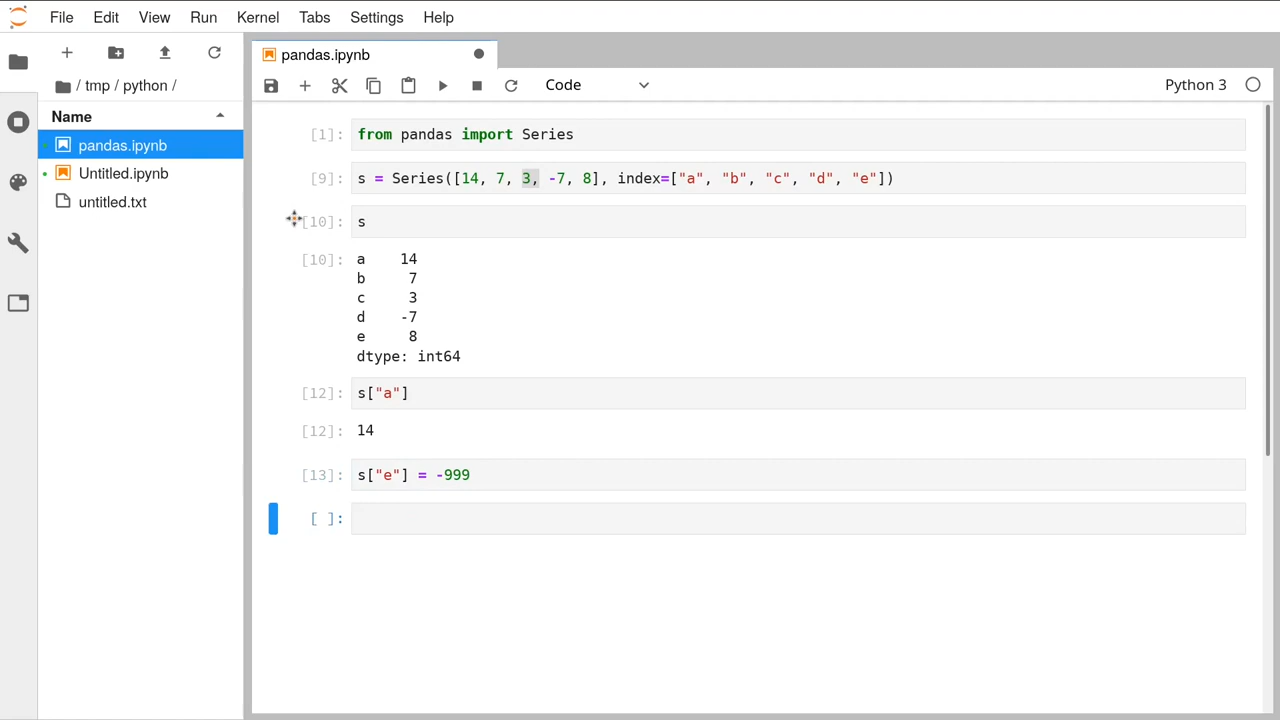 File Edit View Run Kernel Tabs Settings Help
/ tmp / python /
Name
pandas.ipynb
Untitled.ipynb
untitled.txt
pandas.ipynb
Code
Python 3
[1]: from pandas import Series
[9]: s = Series([14, 7, 3, -7, 8], index=["a", "b", "c", "d", "e"])
[10]: s
[10]: a 14
b 7
c 3
d -7
e 8
dtype: int64
[12]: s["a"]
[12]: 14
[13]: s["e"] = -999
[ ]: